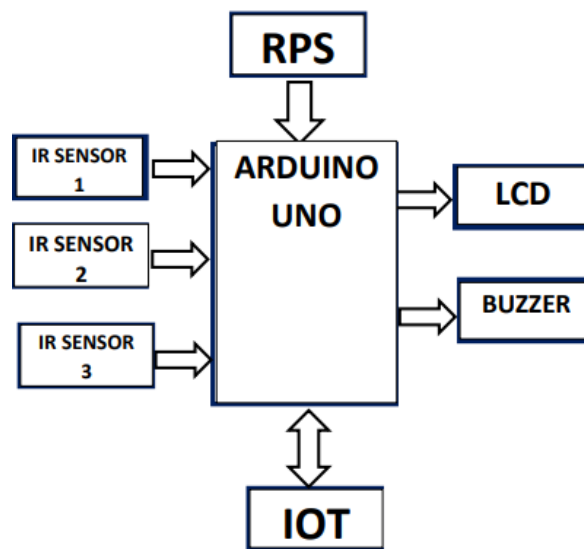 RPS
IR SENSOR
1
IR SENSOR
2
IR SENSOR
3
ARDUINO
UNO
LCD
BUZZER
IOT